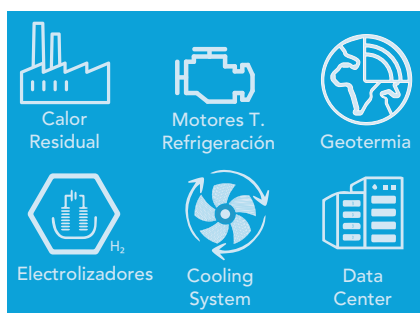 Calor
Residual
Motores T.
Refrigeración
Geotermia
H₂
Electrolizadores
Cooling
System
Data
Center